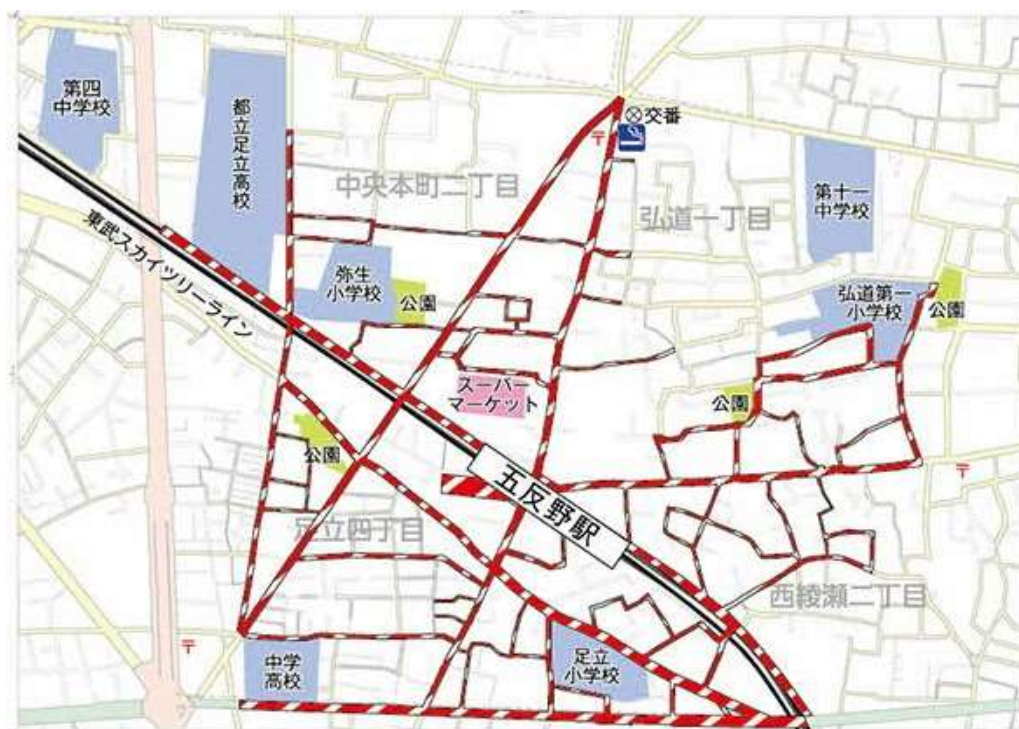 第四
中学校
都立足立高校
交番
中央本町二丁目
弘道一丁目
第十一
中学校
東武スカイツリーライン
弥生
小学校
公園
弘道第一
小学校
公園
スーパー
マーケット
公園
公園
五反野駅
足立四丁目
西綾瀬二丁目
中学
高校
足立
小学校